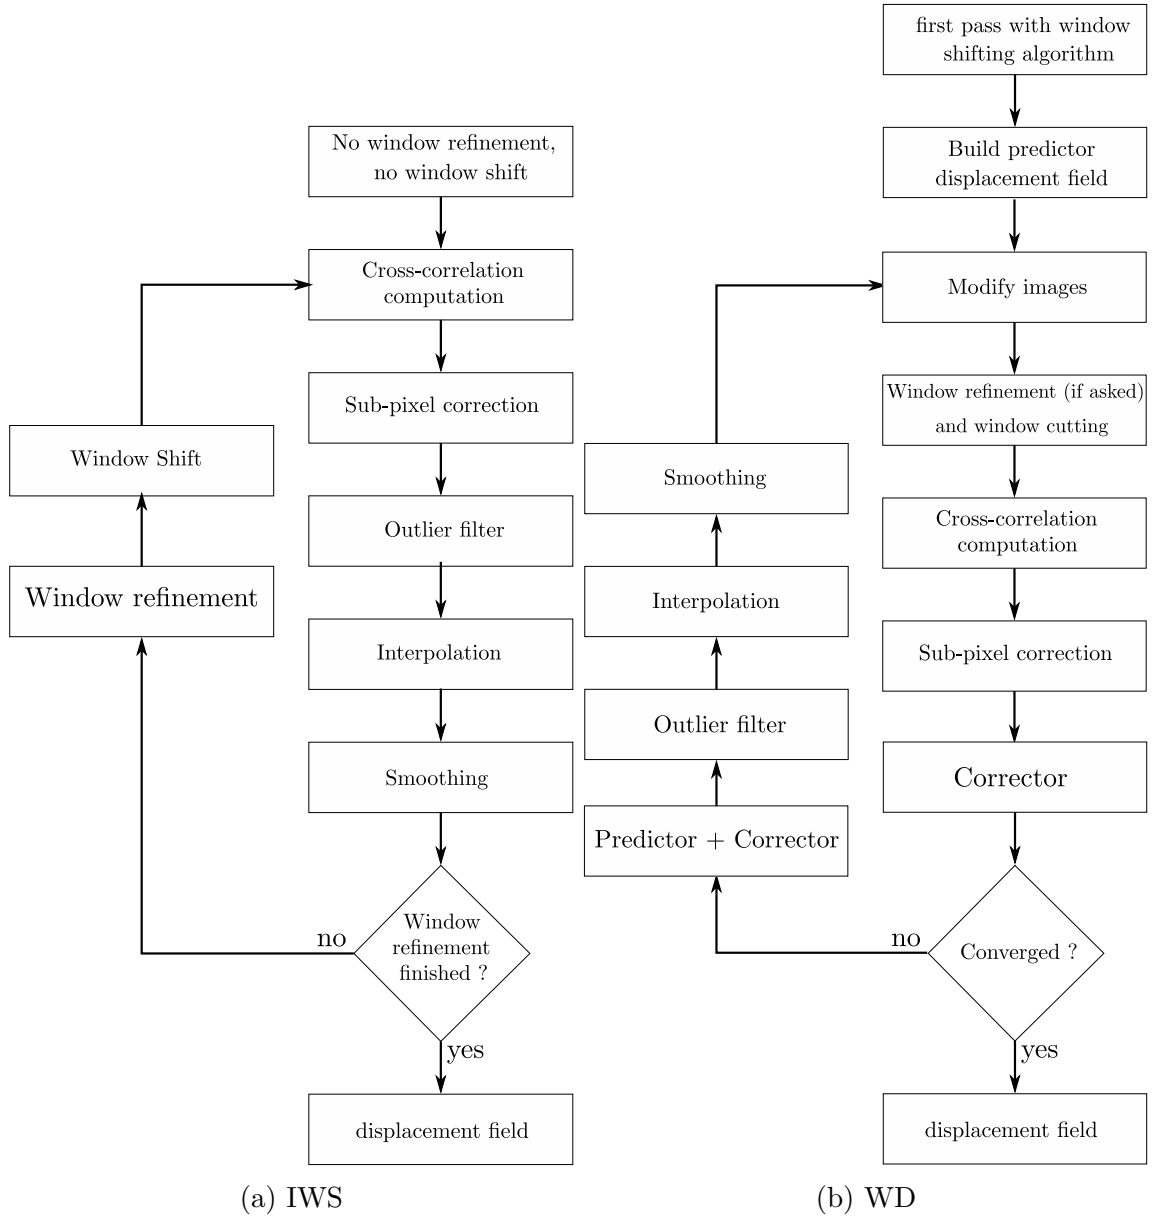 No window refinement,
no window shift
Cross-correlation
computation
Sub-pixel correction
Outlier filter
Interpolation
Smoothing
Window
refinement
finished ?
no
yes
Window refinement
Window Shift
displacement field
(a) IWS
first pass with window
shifting algorithm
Build predictor
displacement field
Modify images
Window refinement (if asked)
and window cutting
Cross-correlation
computation
Sub-pixel correction
Corrector
Converged ?
no
yes
Predictor + Corrector
Outlier filter
Interpolation
Smoothing
displacement field
(b) WD